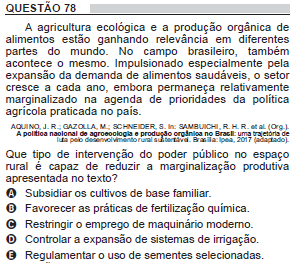 QUESTÃO 78
A agricultura ecológica e a produção orgânica de
alimentos estão ganhando relevância em diferentes
partes do mundo. No campo brasileiro, também
acontece o mesmo. Impulsionado especialmente pela
expansão da demanda de alimentos saudáveis, o setor
cresce a cada ano, embora permaneça relativamente
marginalizado na agenda de prioridades da política
agrícola praticada no país.
AQUINO, J. R.; GAZOLLA, M.; SCHNEIDER, S. In: SAMBUICHI, R. H. R. et al. (Org.).
A política nacional de agroecologia e produção orgânica no Brasil: uma trajetória de
luta pelo desenvolvimento rural sustentável. Brasília: Ipea, 2017 (adaptado).
Que tipo de intervenção do poder público no espaço
rural é capaz de reduzir a marginalização produtiva
apresentada no texto?
A Subsidiar os cultivos de base familiar.
B Favorecer as práticas de fertilização química.
C Restringir o emprego de maquinário moderno.
D Controlar a expansão de sistemas de irrigação.
E Regulamentar o uso de sementes selecionadas.